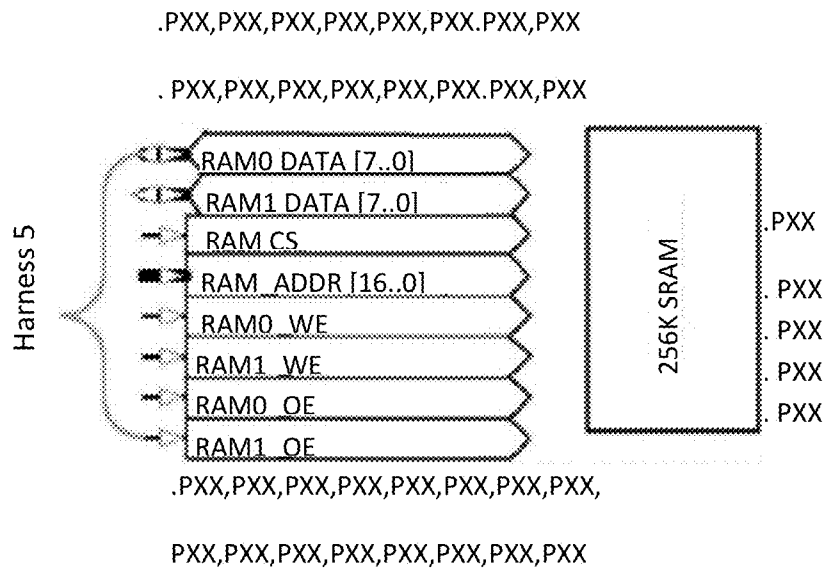 .PXX,PXX,PXX,PXX,PXX,PXX.PXX,PXX
. PXX,PXX,PXX,PXX,PXX,PXX.PXX,PXX
Harness 5
RAM0 DATA [7..0]
RAM1 DATA [7..0]
RAM CS
RAM_ADDR [16..0]
RAM0_WE
RAM1_WE
RAM0_OE
RAM1_OE
256K SRAM
.PXX
. PXX
. PXX
. PXX
. PXX
.PXX,PXX,PXX,PXX,PXX,PXX,PXX,PXX,
PXX,PXX,PXX,PXX,PXX,PXX,PXX,PXX